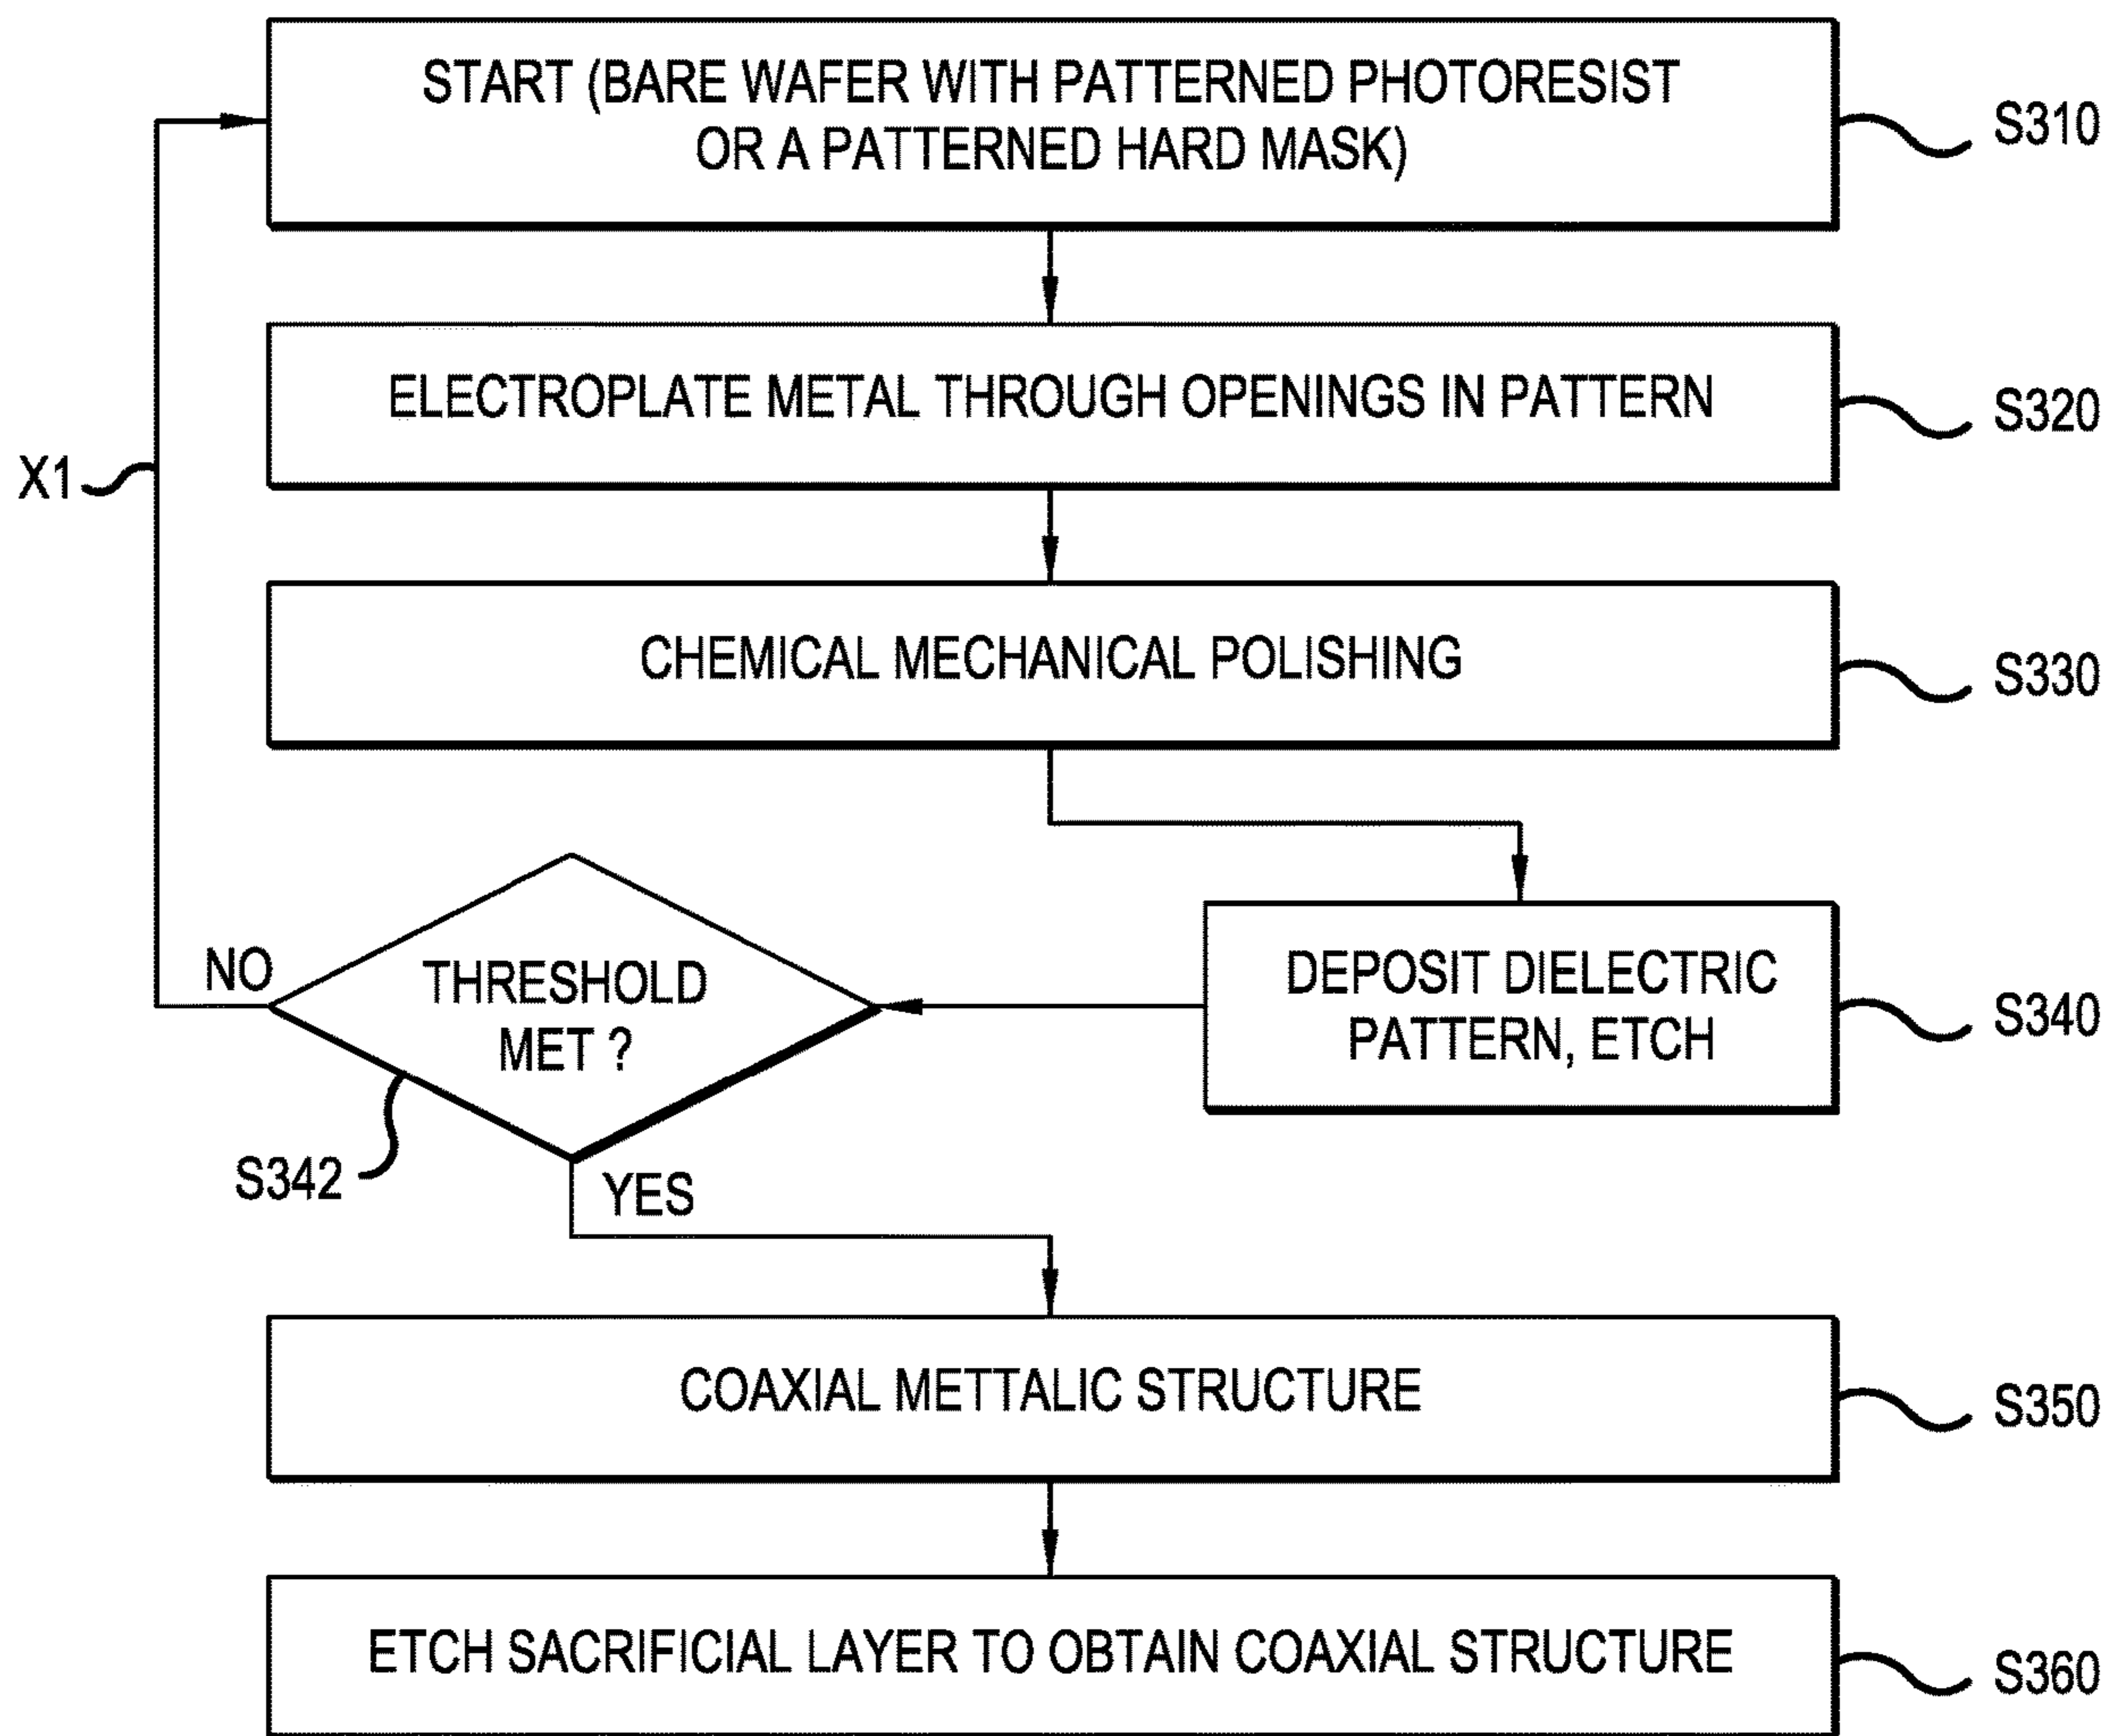 START (BARE WAFER WITH PATTERNED PHOTORESIST
OR A PATTERNED HARD MASK)
S310
ELECTROPLATE METAL THROUGH OPENINGS IN PATTERN
S320
X1
CHEMICAL MECHANICAL POLISHING
S330
NO
THRESHOLD
MET ?
DEPOSIT DIELECTRIC
PATTERN, ETCH
S340
S342
YES
COAXIAL METTALIC STRUCTURE
S350
ETCH SACRIFICIAL LAYER TO OBTAIN COAXIAL STRUCTURE
S360